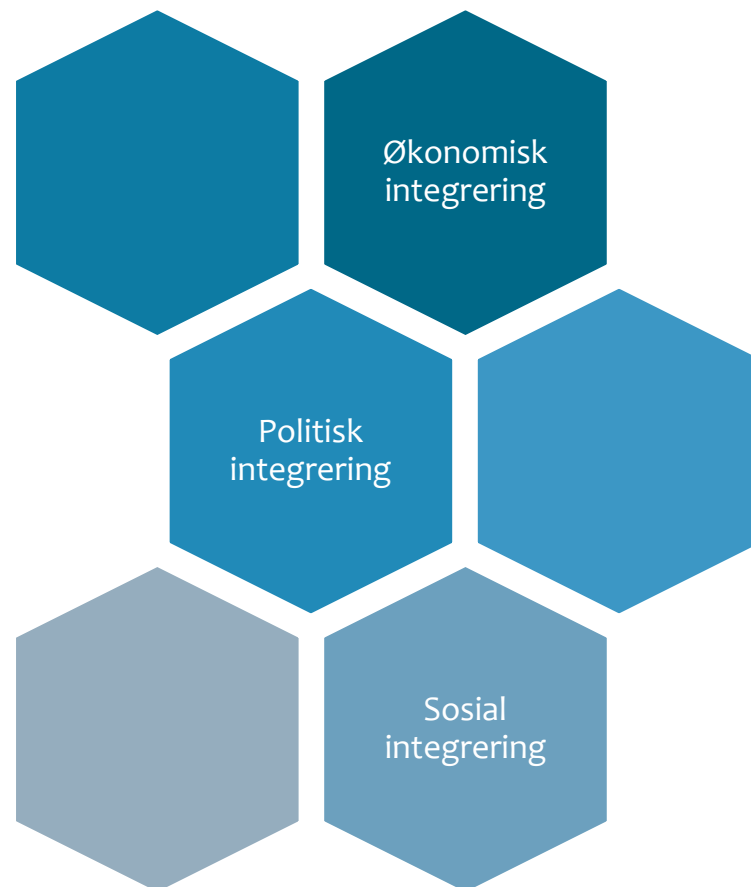 Økonomisk
integrering
Politisk
integrering
Sosial
integrering